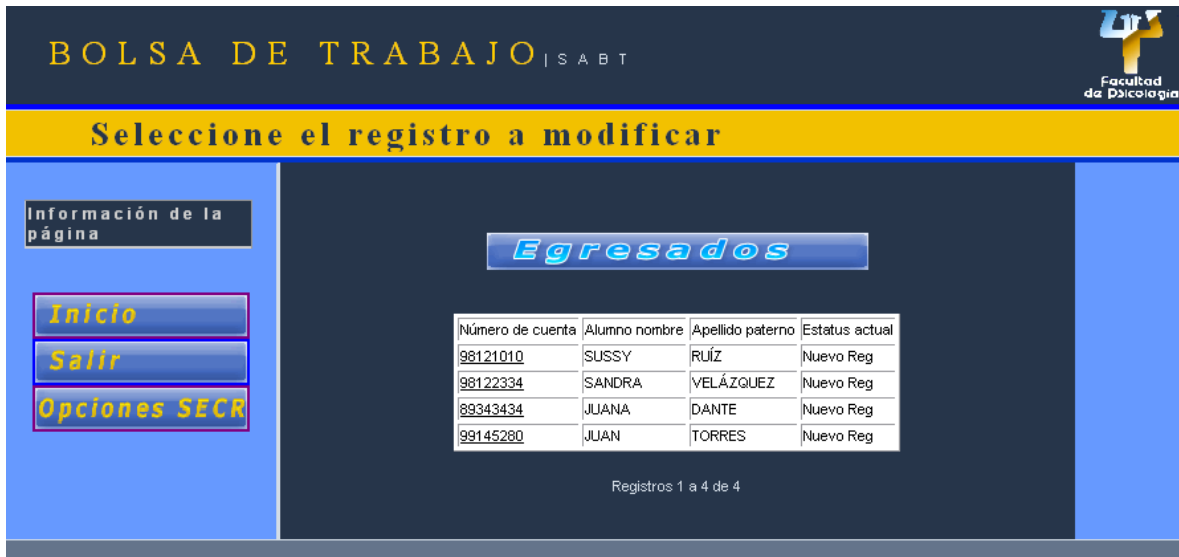 BOLSA DE TRABAJO|SABT
Facultad
de Psicología
Seleccione el registro a modificar
Información de la
página
Inicio
Salir
Opciones SECR
Egresados
Número de cuenta Alumno nombre Apellido paterno Estatus actual
98121010 SUSSY RUÍZ Nuevo Reg
98122334 SANDRA VELÁZQUEZ Nuevo Reg
89343434 JUANA DANTE Nuevo Reg
99145280 JUAN TORRES Nuevo Reg
Registros 1 a 4 de 4